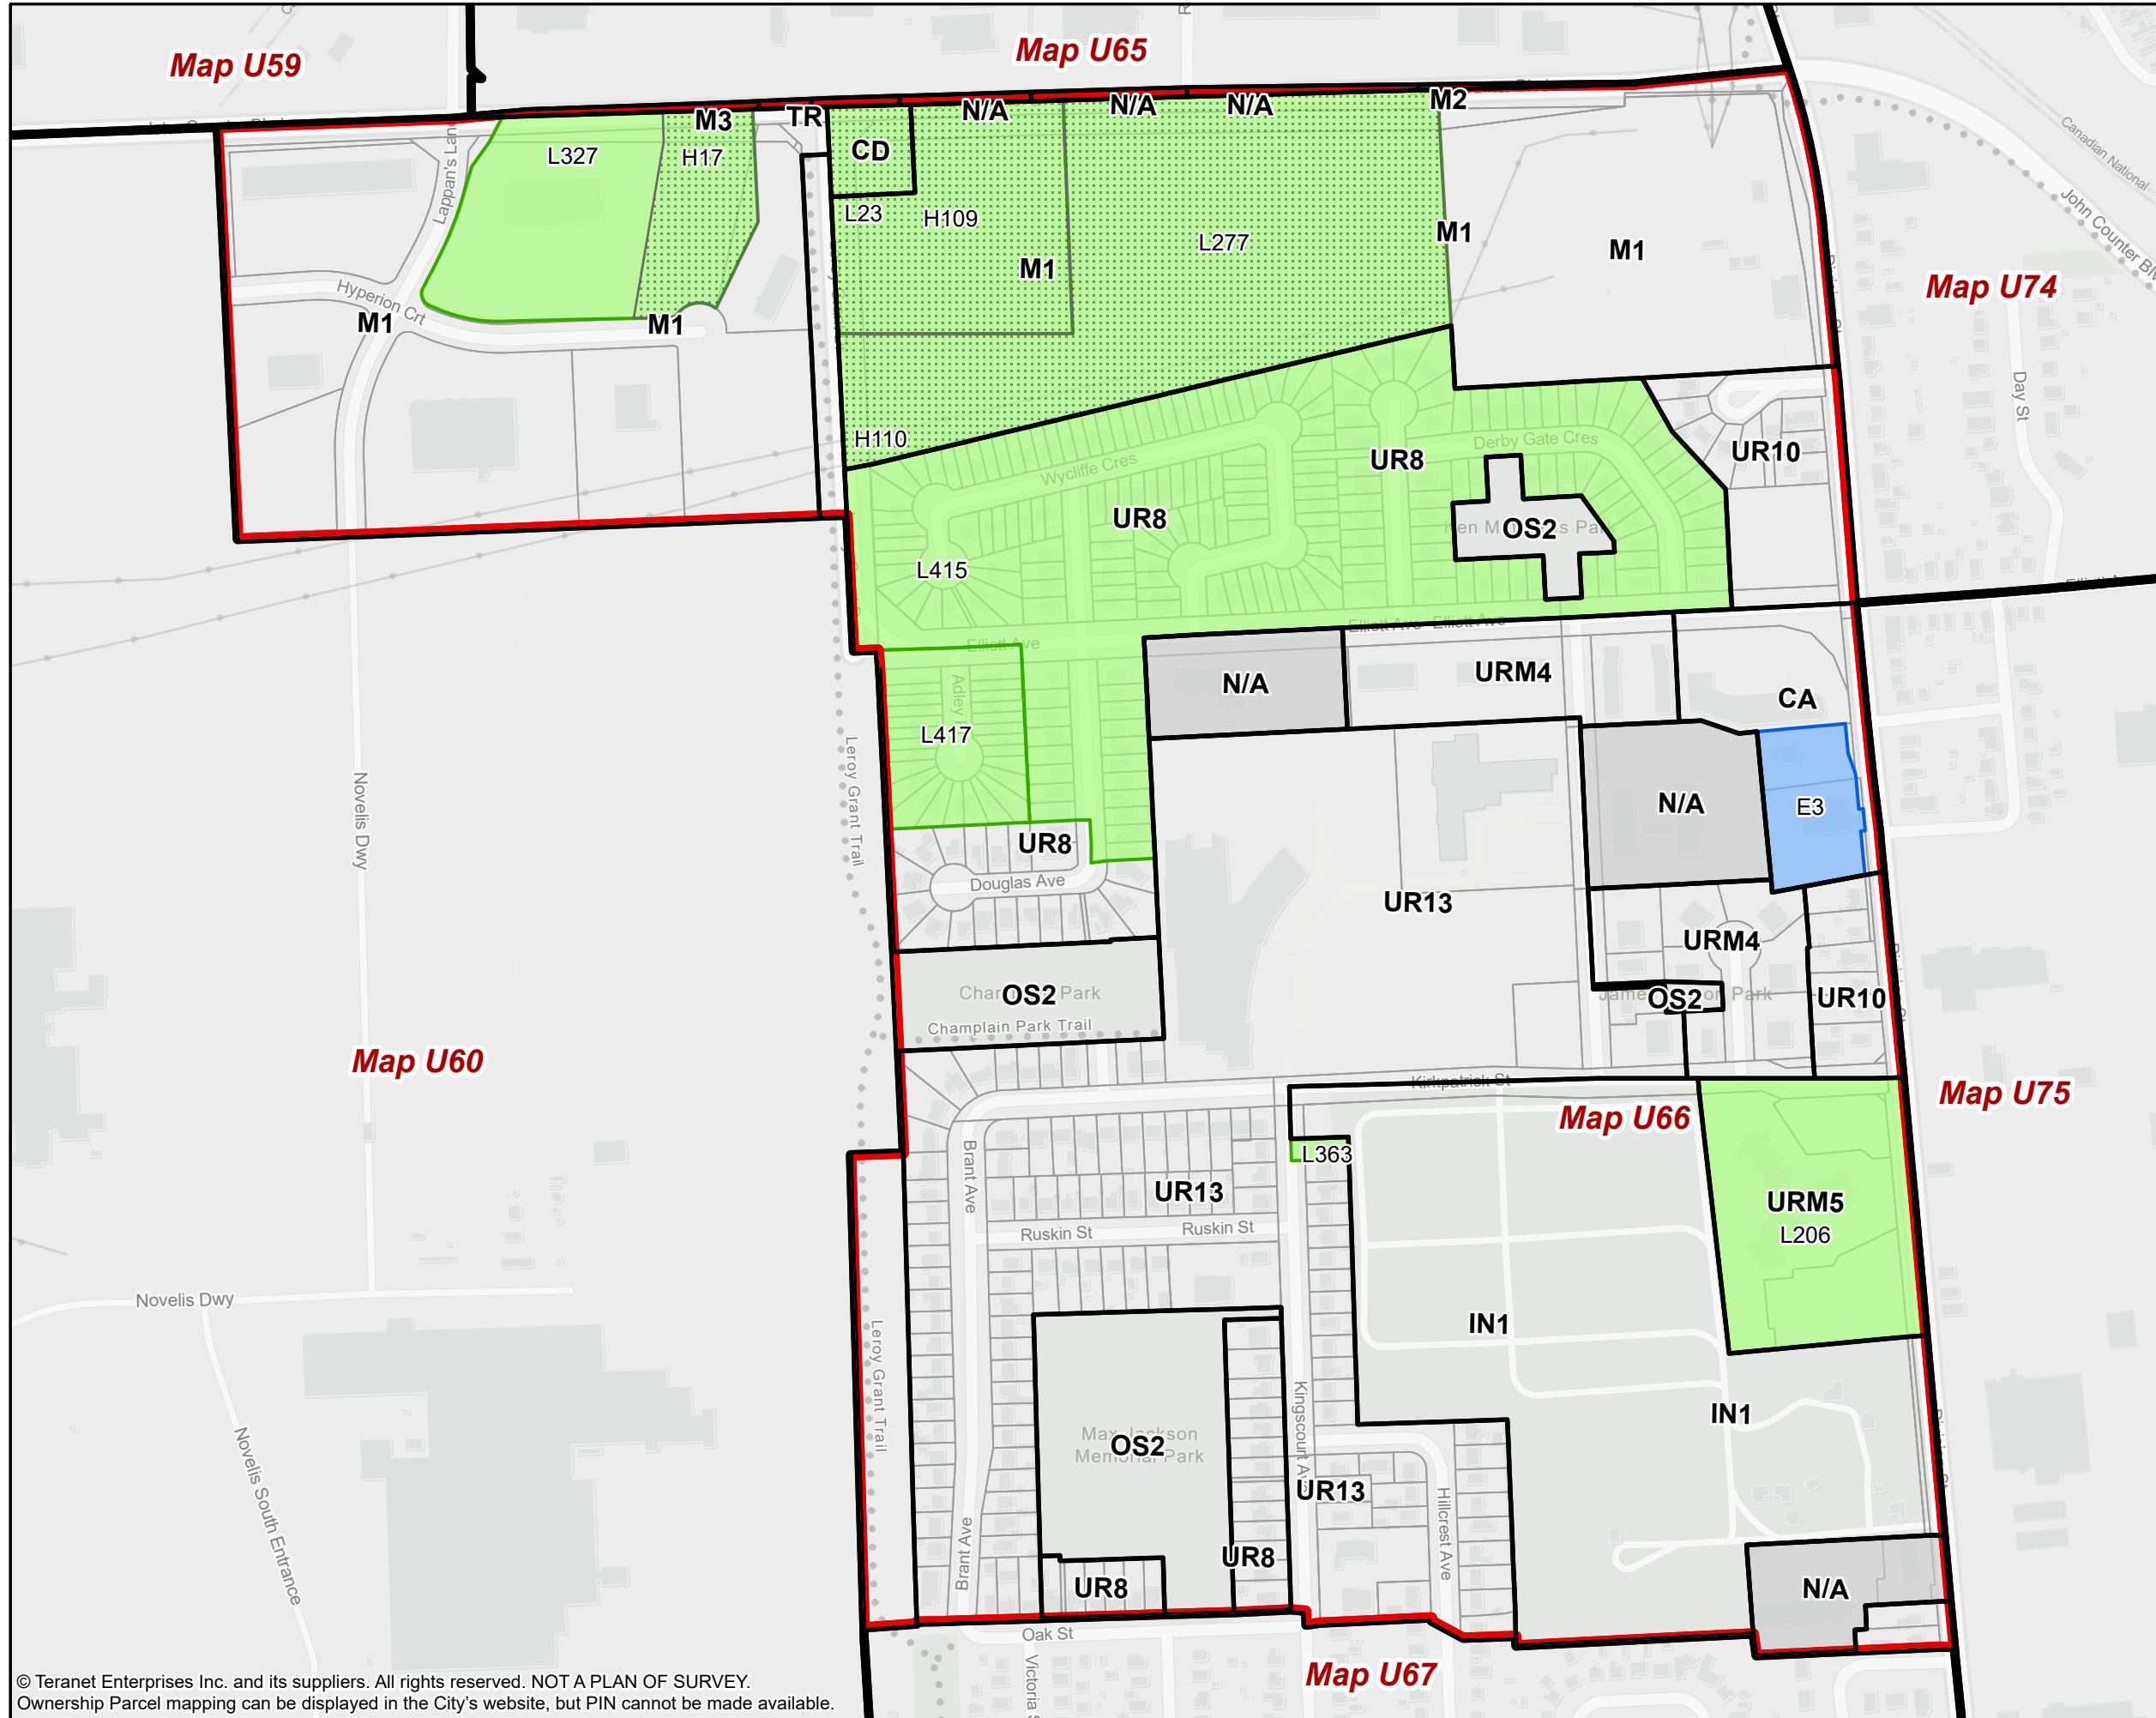 Map U59
Map U65
M3
TR
N/A
N/A
N/A
M2
L327
H17
CD
Canadian National
Lappan's Lane
L23
H109
L277
M1
M1
M1
John Counter Blv
Map U74
Hyperion Crt
M1
M1
Day St
H110
Wycliffe Cres
UR8
Derby Gate Cres
UR10
UR8
OS2
L415
Elliott Ave
Elliott Ave
Elliott Ave
N/A
URM4
CA
Adley
L417
Leroy Grant Trail
Novelis Dwy
N/A
E3
UR8
Douglas Ave
UR13
URM4
OS2
Champlain Park Trail
OS2
UR10
Map U60
Kirkpatrick St
Map U66
Map U75
L363
Brant Ave
UR13
URM5
L206
Ruskin St
Ruskin St
Novelis Dwy
IN1
Leroy Grant Trail
Kingscourt Ave
IN1
Max Jackson
OS2
Memorial Park
Novelis South Entrance
UR13
Hillcrest Ave
Brant Ave
UR8
UR8
N/A
Oak St
Victoria S
Map U67
© Teranet Enterprises Inc. and its suppliers. All rights reserved. NOT A PLAN OF SURVEY.
Ownership Parcel mapping can be displayed in the City's website, but PIN cannot be made available.